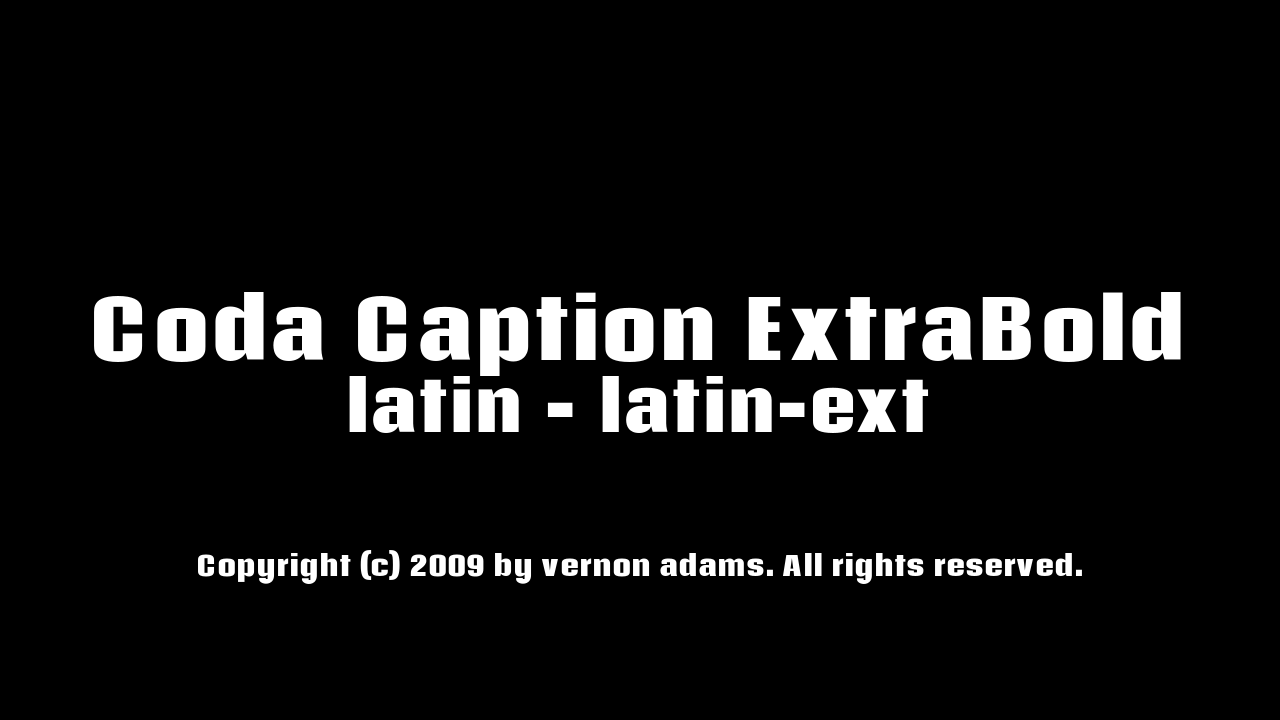 Coda Caption ExtraBold
latin - latin-ext
Copyright (c) 2009 by vernon adams. All rights reserved.